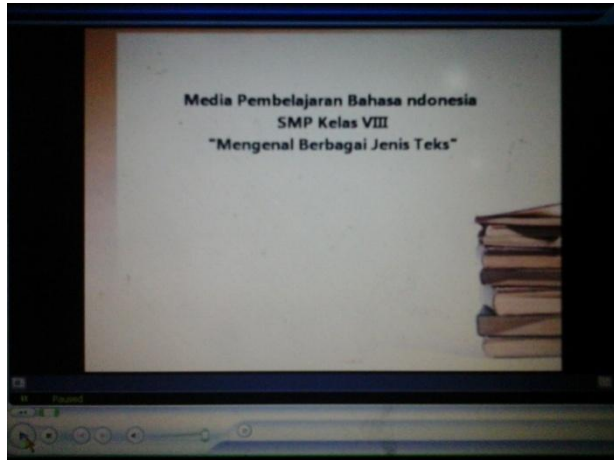 Media Pembelajaran Bahasa ndonesia
SMP Kelas VIII
"Mengenal Berbagai Jenis Teks"
Paused